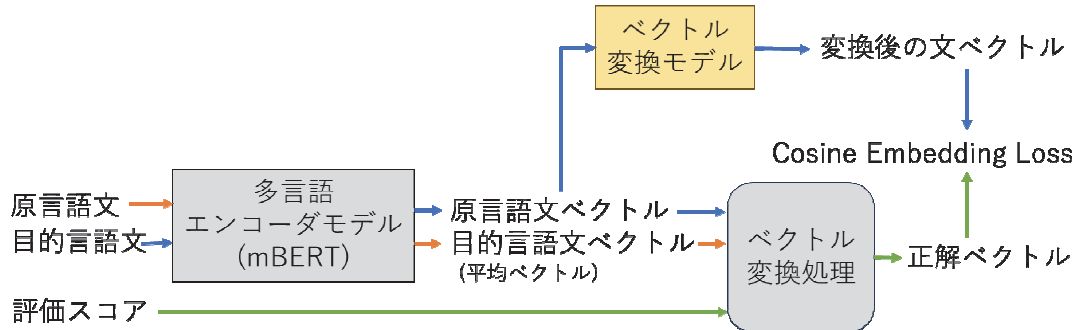 ベクトル
変換モデル
変換後の文ベクトル
Cosine Embedding Loss
原言語文
目的言語文
多言語
エンコーダモデル
(mBERT)
原言語文ベクトル
目的言語文ベクトル
(平均ベクトル)
ベクトル
変換処理
正解ベクトル
評価スコア